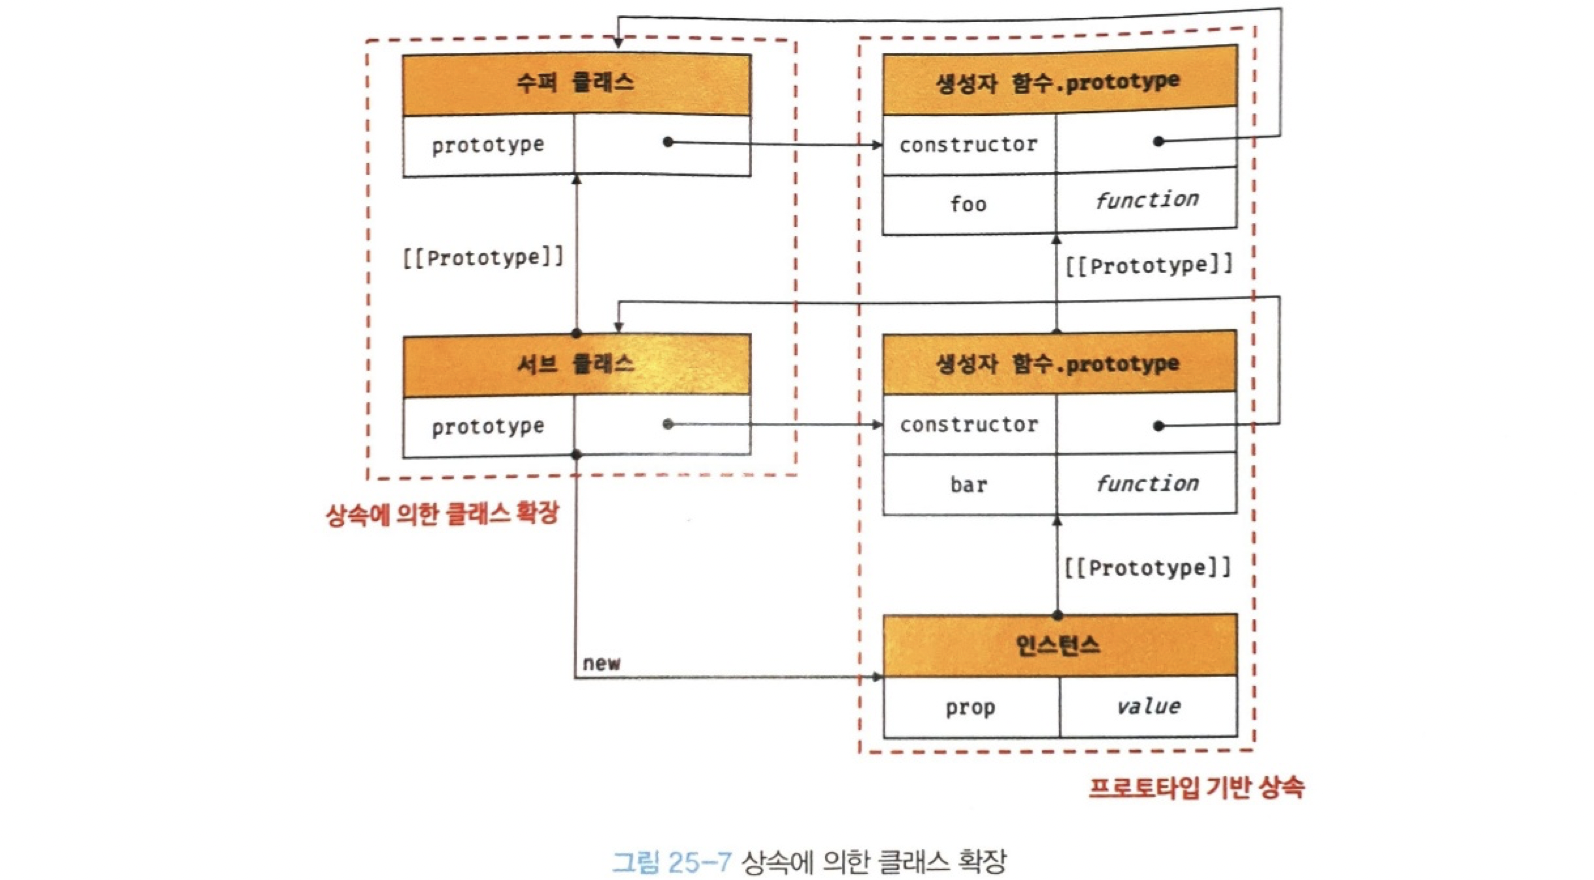 수퍼 클래스
생성자 함수.prototype
prototype
constructor
foo
function
[[Prototype]]
[[Prototype]]
서브 클래스
생성자 함수.prototype
prototype
constructor
bar
function
상속에 의한 클래스 확장
[[Prototype]]
인스턴스
new
prop
value
프로토타입 기반 상속
그림 25-7 상속에 의한 클래스 확장